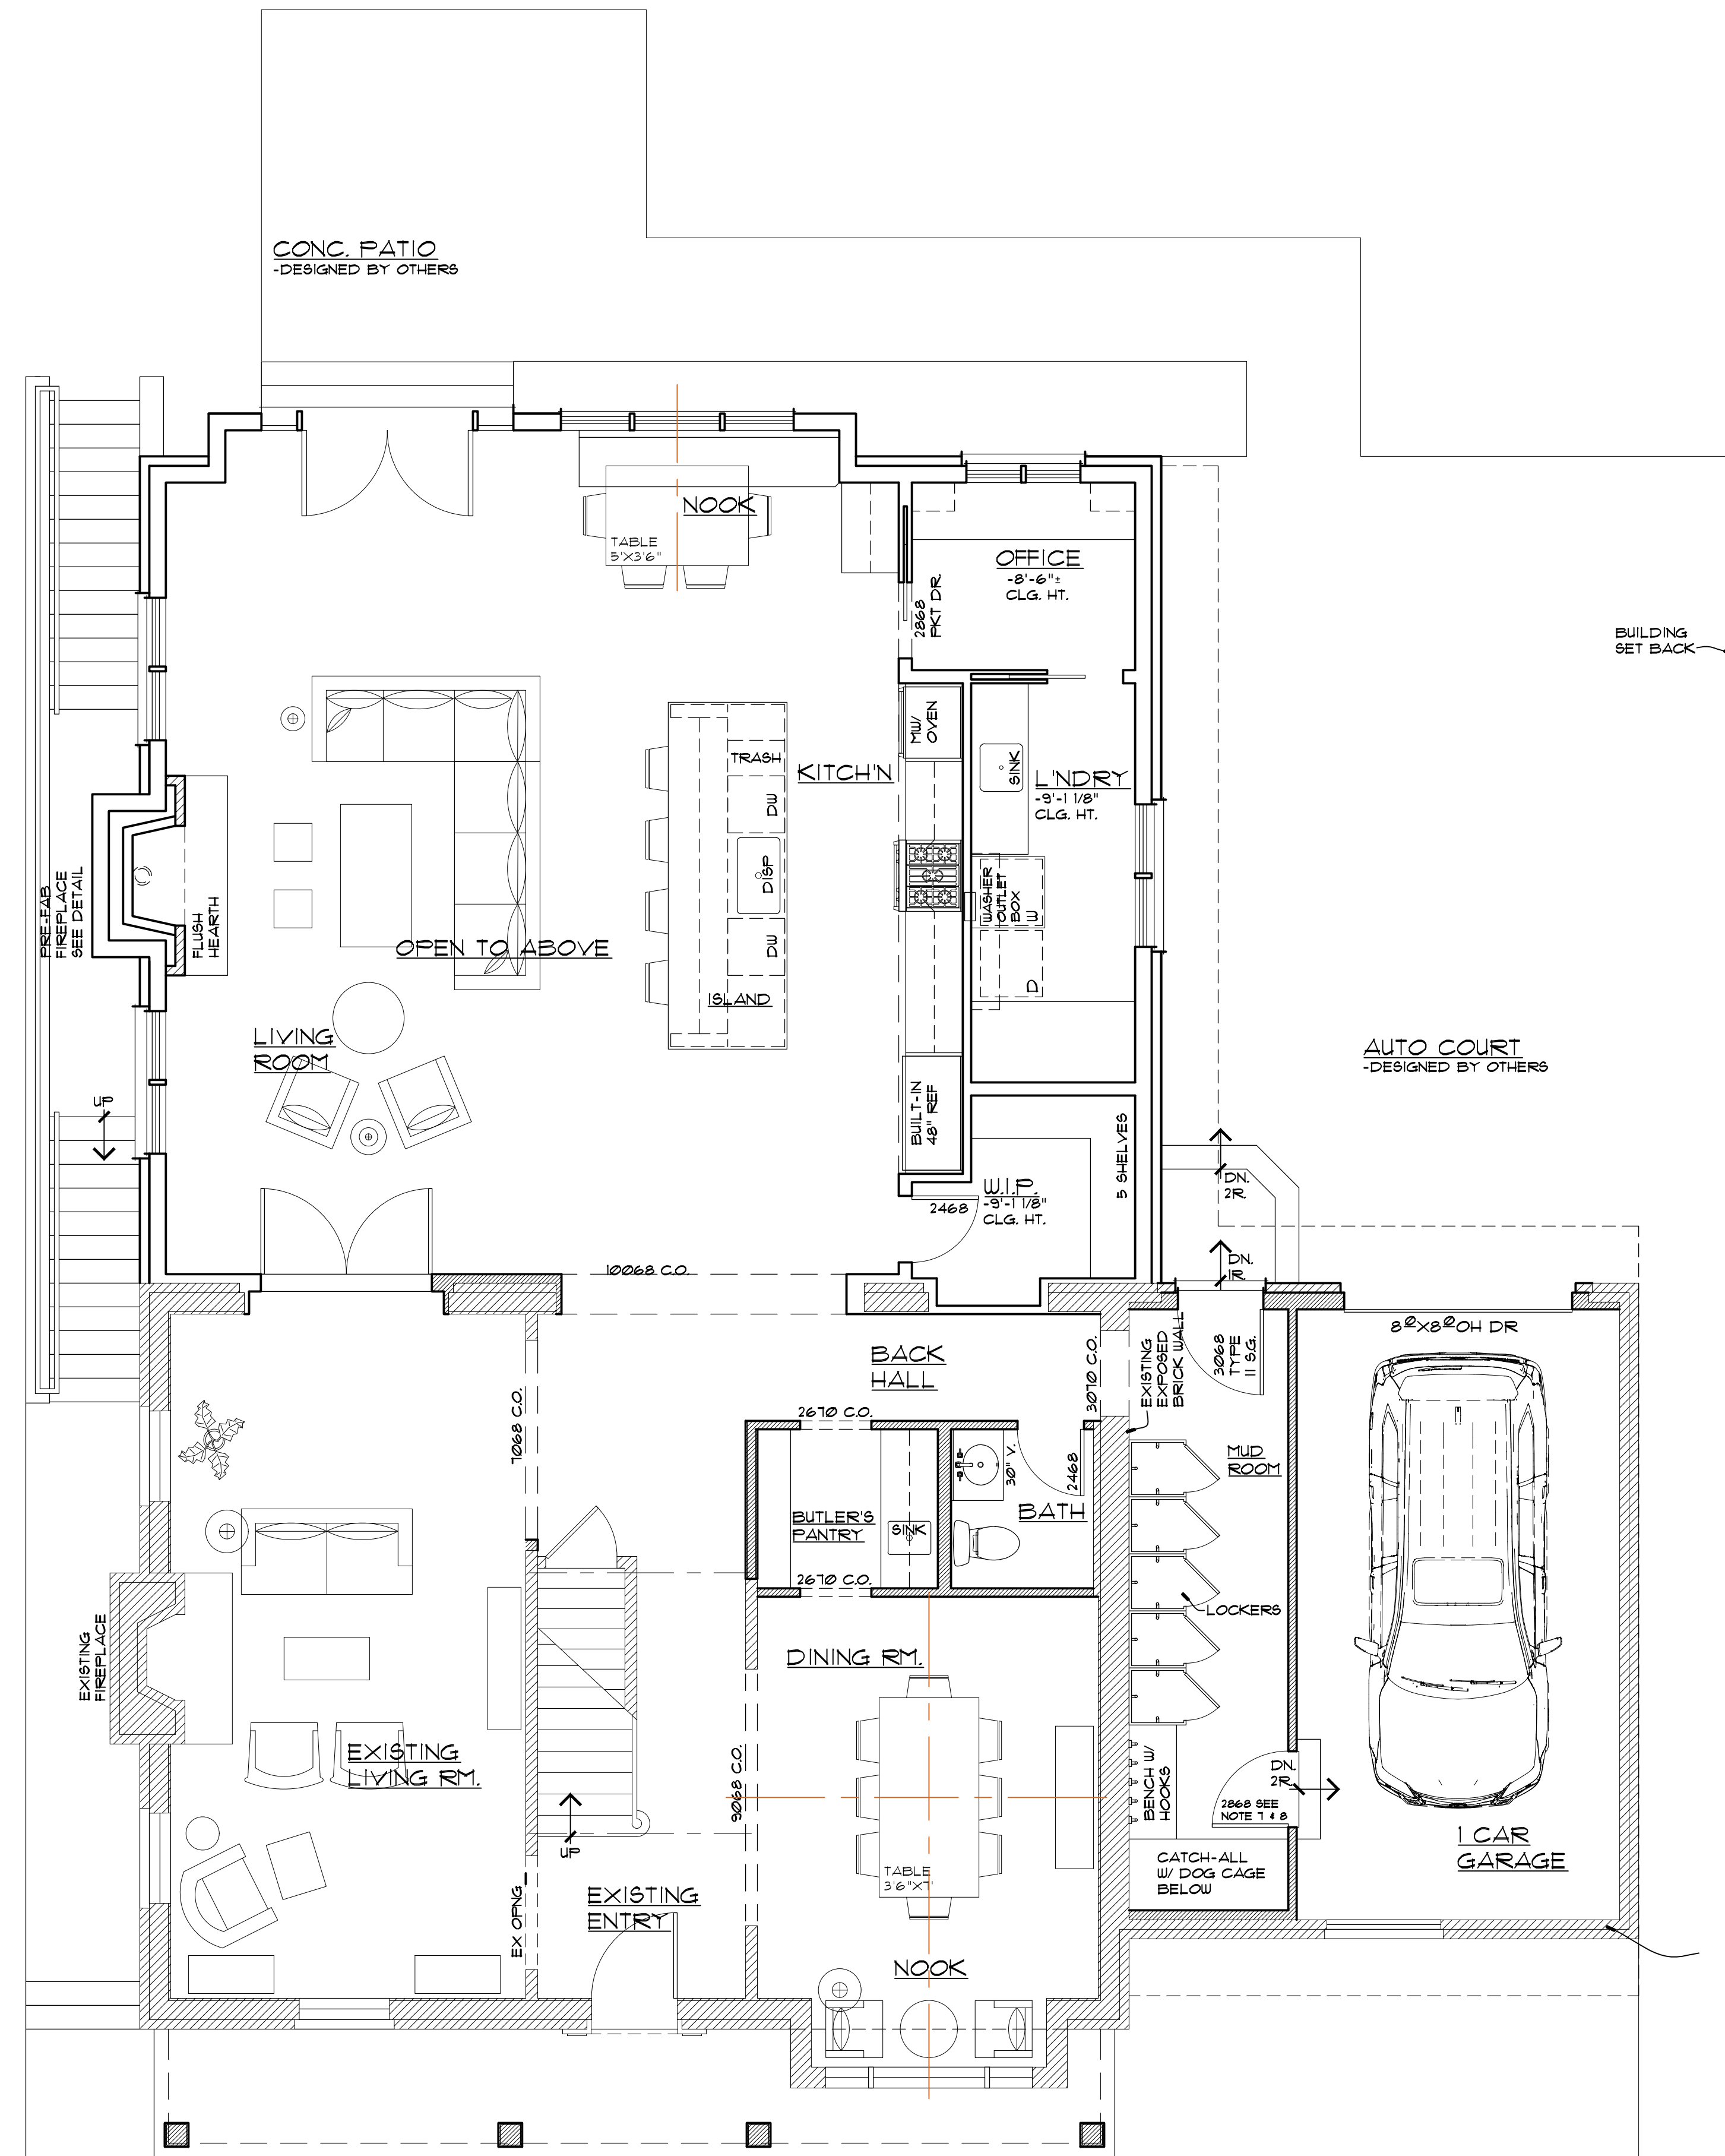 CONC. PATIO
-DESIGNED BY OTHERS
NOOK
TABLE
5'X3'6"
OFFICE
-8'-6"±
CLG. HT.
2868
PKT DR.
BUILDING
SET BACK
MW/
OVEN
TRASH
KITCH'N
SINK
L'NDRY
-9'-1 1/8"
CLG. HT.
DW
DISP
DW
ISLAND
WASHER
OUTLET
BOX
W
D
PRE-FAB
FIREPLACE
SEE DETAIL
FLUSH
HEARTH
OPEN TO ABOVE
LIVING
ROOM
UP
AUTO COURT
-DESIGNED BY OTHERS
BUILT-IN
48" REF
5 SHELVES
W.I.P.
-9'-1 1/8"
CLG. HT.
2468
DN.
2R.
DN.
1R.
10068 C.O.
8⁰X8⁰ OH DR
BACK
HALL
3070 C.O.
EXISTING
EXPOSED
BRICK WALL
3068
TYPE
11 S.G.
7068 C.O.
2670 C.O.
30" V.
2468
MUD
ROOM
BUTLER'S
PANTRY
SINK
BATH
2670 C.O.
LOCKERS
EXISTING
FIREPLACE
DINING RM.
EXISTING
LIVING RM.
9068 C.O.
BENCH W/
HOOKS
DN.
2R.
2868 SEE
NOTE 7 & 8
1 CAR
GARAGE
UP
TABLE
3'6"X7'
CATCH-ALL
W/ DOG CAGE
BELOW
EX OPNG
EXISTING
ENTRY
NOOK